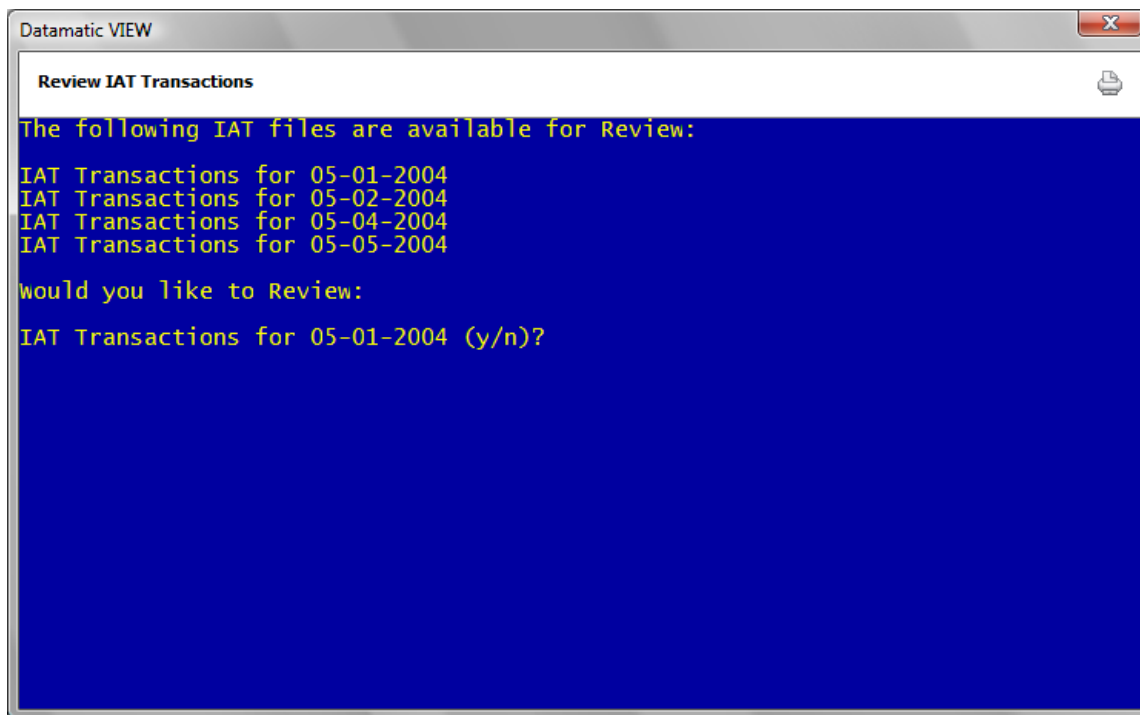 Datamatic VIEW
Review IAT Transactions
The following IAT files are available for Review:
IAT Transactions for 05-01-2004
IAT Transactions for 05-02-2004
IAT Transactions for 05-04-2004
IAT Transactions for 05-05-2004
Would you like to Review:
IAT Transactions for 05-01-2004 (y/n)?